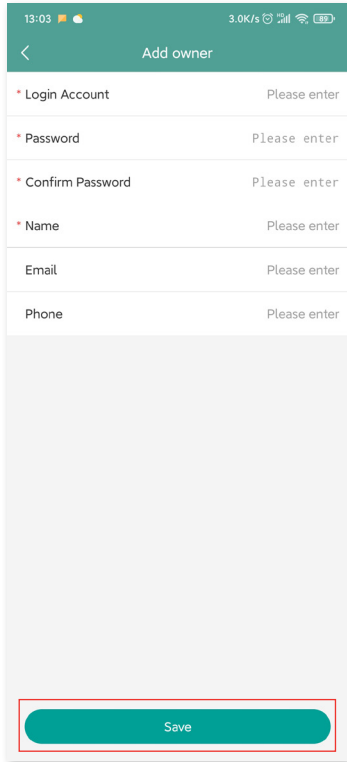 13:03 3.0K/s HD 89
Add owner
* Login Account Please enter
* Password Please enter
* Confirm Password Please enter
* Name Please enter
Email Please enter
Phone Please enter
Save